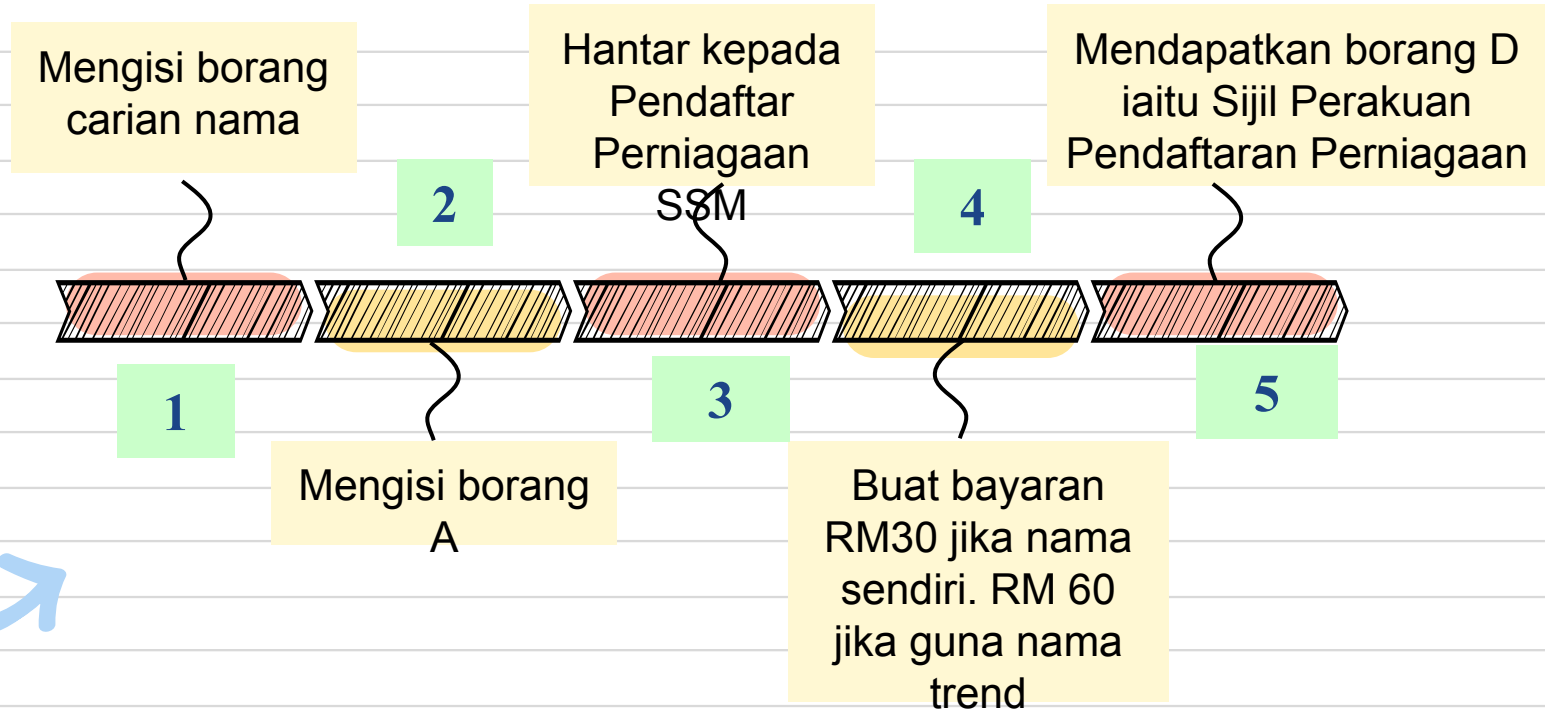 Mengisi borang
carian nama
1
2
Mengisi borang
A
Hantar kepada
Pendaftar
Perniagaan
SSM
3
4
Buat bayaran
RM30 jika nama
sendiri. RM 60
jika guna nama
trend
Mendapatkan borang D
iaitu Sijil Perakuan
Pendaftaran Perniagaan
5